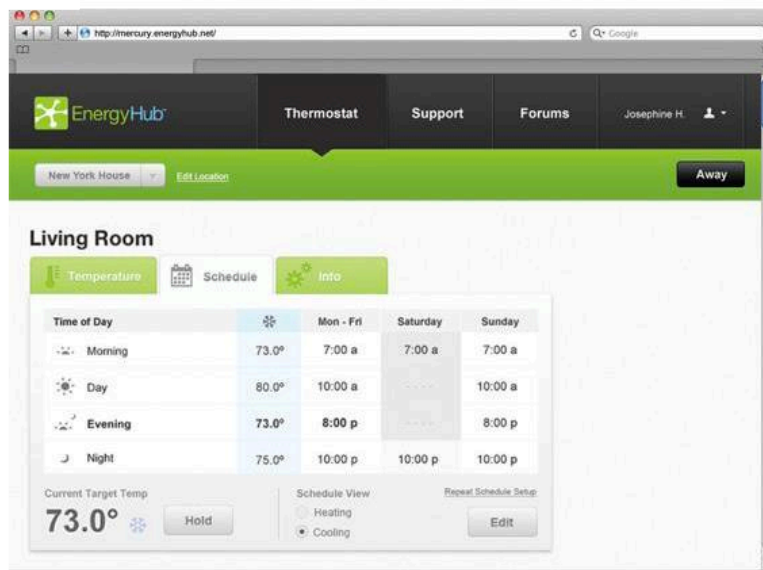 http://mercury.energyhub.net/
Google
EnergyHub
Thermostat
Support
Forums
Josephine H.
New York House
Edit Location
Away
Living Room
Temperature
Schedule
Info
Time of Day Mon - Fri Saturday Sunday
Morning 73.0° 7:00 a 7:00 a 7:00 a
Day 80.0° 10:00 a - - - - 10:00 a
Evening 73.0° 8:00 p - - - - 8:00 p
Night 75.0° 10:00 p 10:00 p 10:00 p
Current Target Temp
73.0°
Hold
Schedule View
Heating
Cooling
Repeat Schedule Setup
Edit